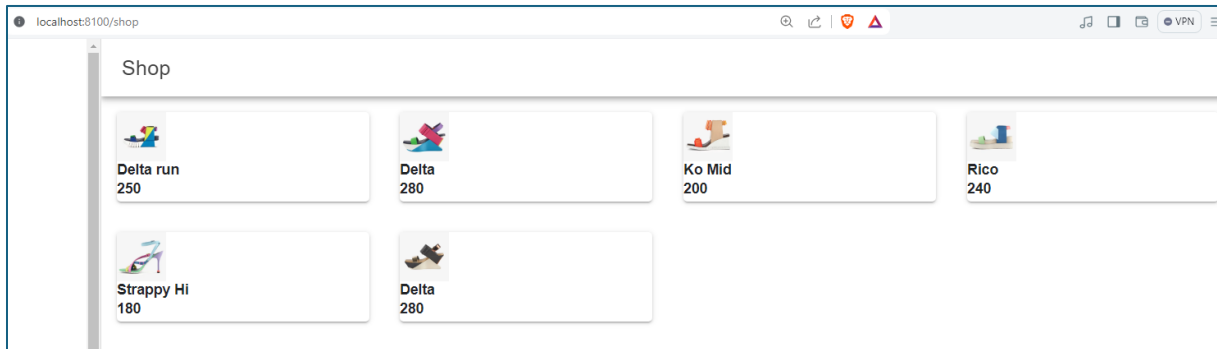 localhost:8100/shop
VPN
Shop
Delta run
250
Delta
280
Ko Mid
200
Rico
240
Strappy Hi
180
Delta
280